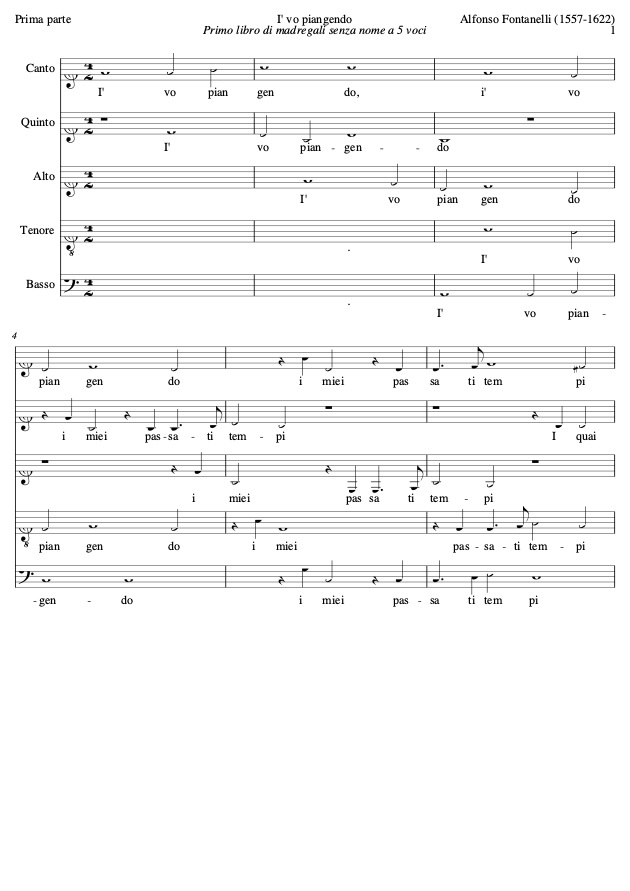 Prima parte
I' vo piangendo
Alfonso Fontanelli (1557-1622)
Primo libro di madregali senza nome a 5 voci
1
Canto
I' vo pian gen do, i' vo
Quinto
I' vo pian - gen - - do
Alto
I' vo pian gen do
Tenore
I' vo
Basso
I' vo pian -
4
pian gen do i miei pas sa ti tem pi
i miei pas - sa - ti tem - pi I quai
i miei pas sa ti tem - pi
pian gen do i miei pas - sa - ti tem - pi
- gen - do i miei pas - sa ti tem pi